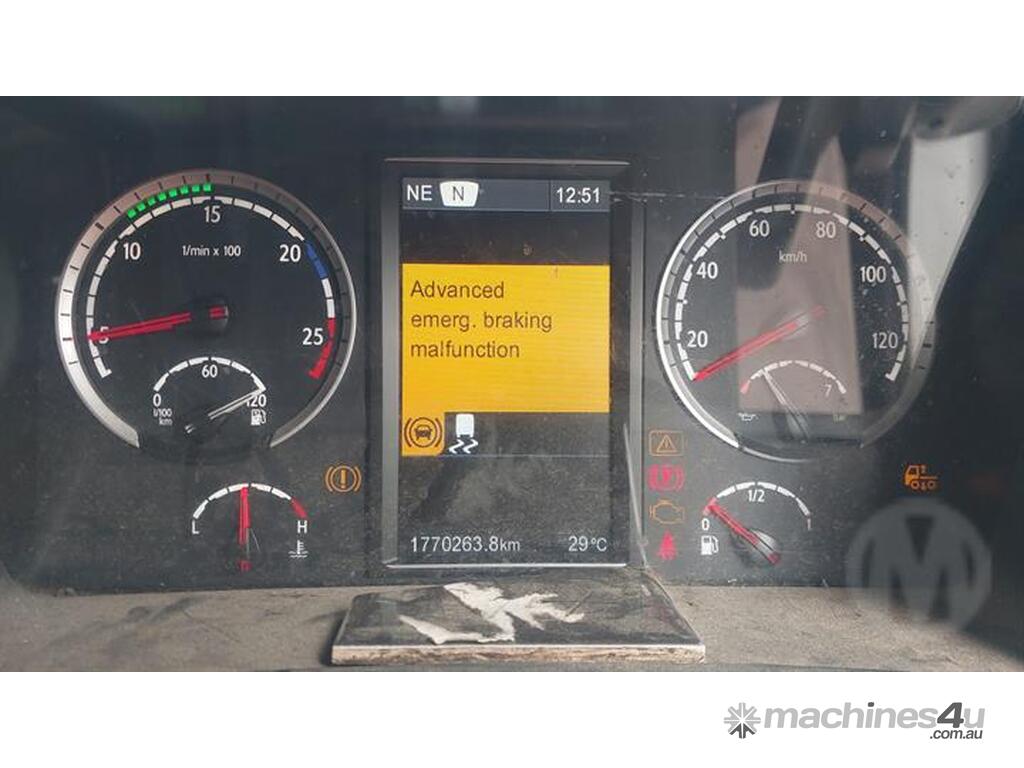 NE N 12:51
Advanced
emerg. braking
malfunction
1770263.8km 29°C
5 10 15 20 25
1/min x 100
0 60 120
l/100
km
L H
20 40 60 80 100 120
km/h
7
0 1/2 1
P
M
machines4u
.com.au